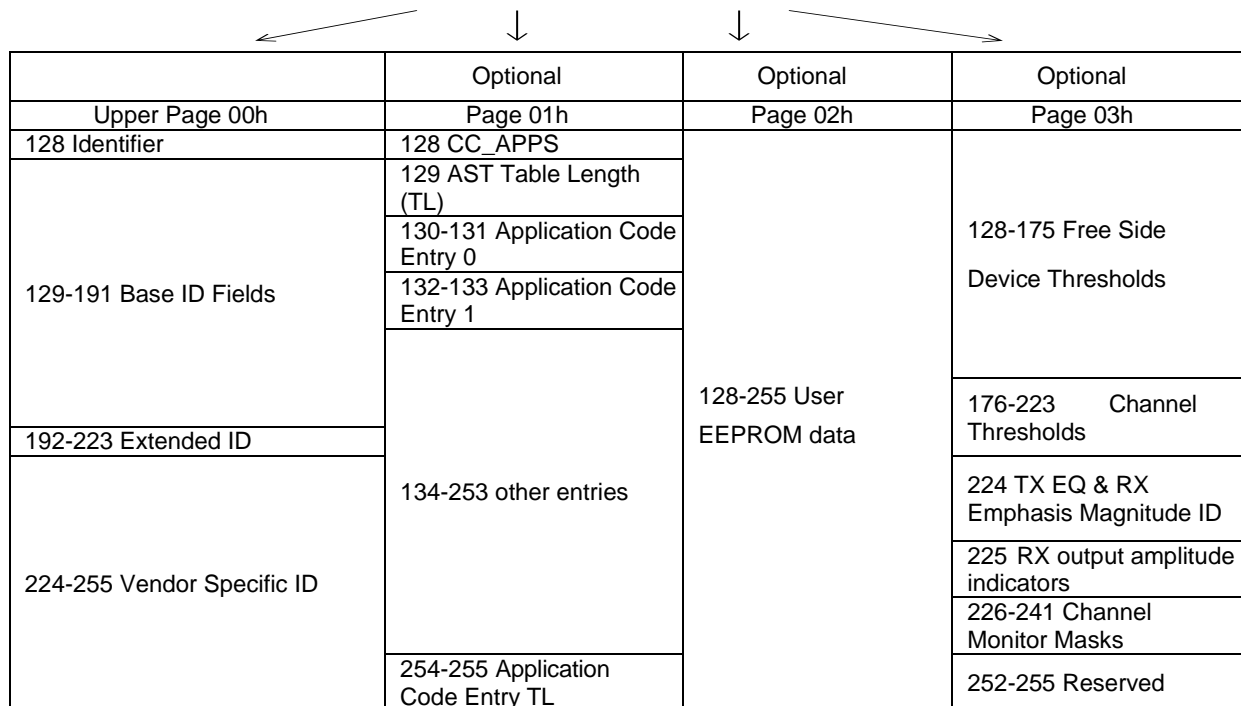 Optional
Optional
Optional
Upper Page 00h
Page 01h
Page 02h
Page 03h
128 Identifier
129-191 Base ID Fields
192-223 Extended ID
224-255 Vendor Specific ID
128 CC_APPS
129 AST Table Length
(TL)
130-131 Application Code
Entry 0
132-133 Application Code
Entry 1
134-253 other entries
254-255 Application
Code Entry TL
128-255 User
EEPROM data
128-175 Free Side
Device Thresholds
176-223 Channel
Thresholds
224 TX EQ & RX
Emphasis Magnitude ID
225 RX output amplitude
indicators
226-241 Channel
Monitor Masks
252-255 Reserved